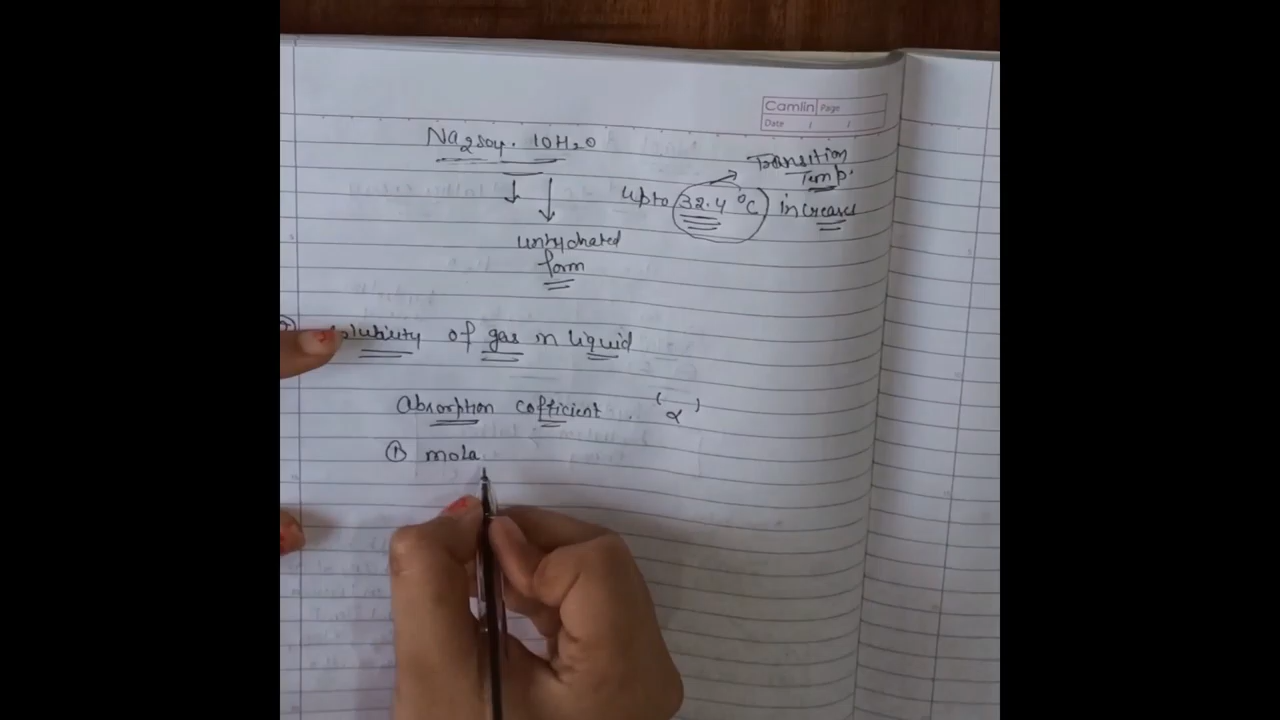 Camlin Page
Date / /
Na2SO4. 10H2O
Transition
Temp.
upto 32.4 °C increases
unhydrated
form
solubility of gas in liquid
Absorption cofficient . (α)
① mola